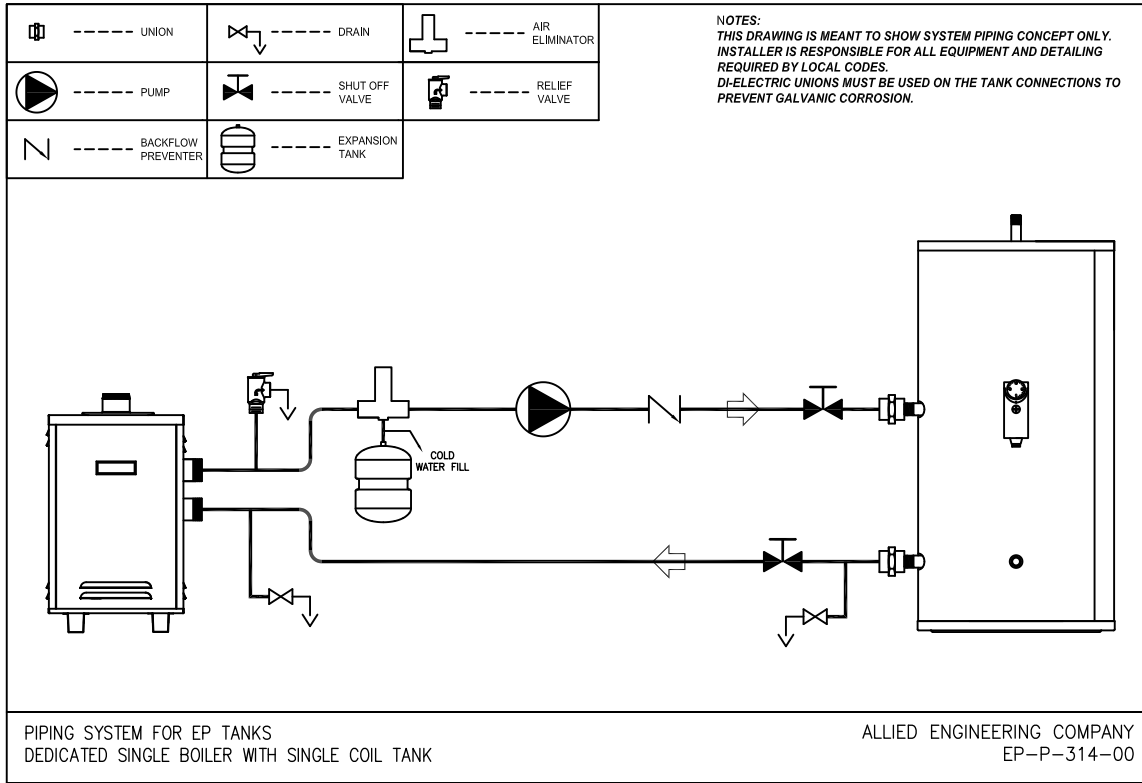 UNION
DRAIN
AIR
ELIMINATOR
PUMP
SHUT OFF
VALVE
RELIEF
VALVE
BACKFLOW
PREVENTER
EXPANSION
TANK
NOTES:
THIS DRAWING IS MEANT TO SHOW SYSTEM PIPING CONCEPT ONLY.
INSTALLER IS RESPONSIBLE FOR ALL EQUIPMENT AND DETAILING
REQUIRED BY LOCAL CODES.
DI-ELECTRIC UNIONS MUST BE USED ON THE TANK CONNECTIONS TO
PREVENT GALVANIC CORROSION.
COLD
WATER FILL
PIPING SYSTEM FOR EP TANKS
DEDICATED SINGLE BOILER WITH SINGLE COIL TANK
ALLIED ENGINEERING COMPANY
EP-P-314-00